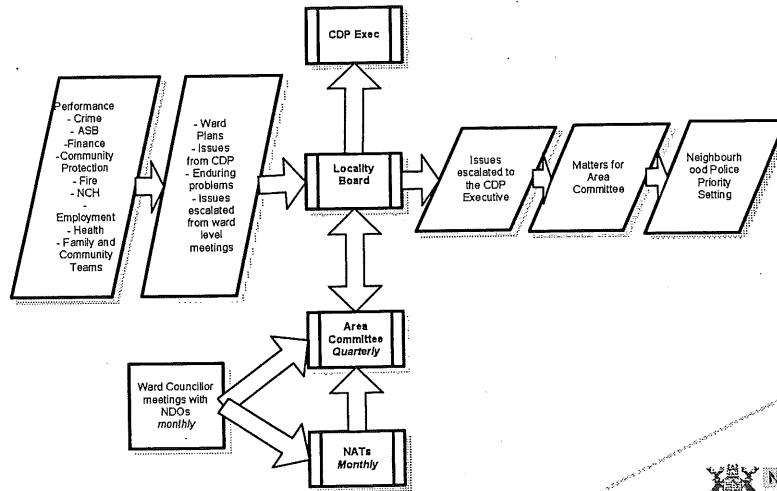 CDP Exec
Performance
- Crime
- ASB
-Finance
-Community
Protection
- Fire
- NCH
-
Employment
- Health
- Family and
Community
Teams
- Ward
Plans
- Issues
from CDP
- Enduring
problems
- Issues
escalated
from ward
level
meetings
Locality
Board
Issues
escalated
to the CDP
Executive
Matters for
Area
Committee
Neighbourh
ood Police
Priority
Setting
Area
Committee
Quarterly
Ward Councillor
meetings with
NDOs
monthly
NATs
Monthly
N